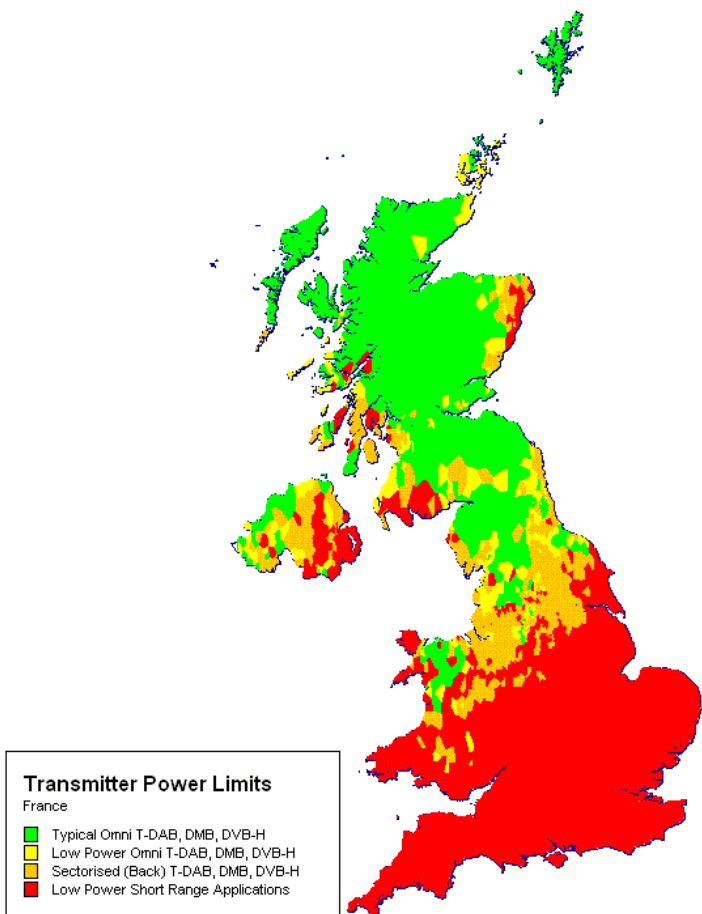 Transmitter Power Limits
France
Typical Omni T-DAB, DMB, DVB-H
Low Power Omni T-DAB, DMB, DVB-H
Sectorised (Back) T-DAB, DMB, DVB-H
Low Power Short Range Applications